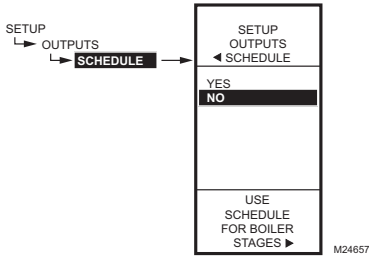 SETUP
OUTPUTS
SCHEDULE
SETUP
OUTPUTS
◄ SCHEDULE
YES
NO
USE
SCHEDULE
FOR BOILER
STAGES ►
M24657